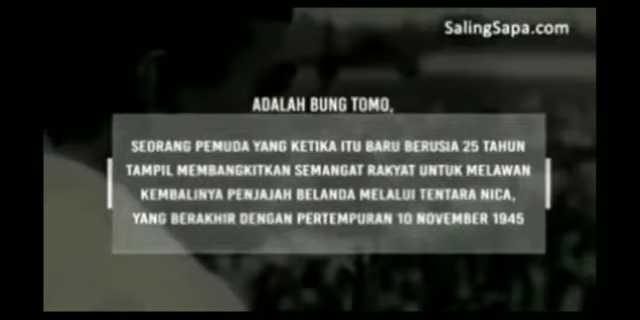 SalingSapa.com
ADALAH BUNG TOMO,
SEORANG PEMUDA YANG KETIKA ITU BARU BERUSIA 25 TAHUN
TAMPIL MEMBANGKITKAN SEMANGAT RAKYAT UNTUK MELAWAN
KEMBALINYA PENJAJAH BELANDA MELALUI TENTARA NICA,
YANG BERAKHIR DENGAN PERTEMPURAN 10 NOVEMBER 1945